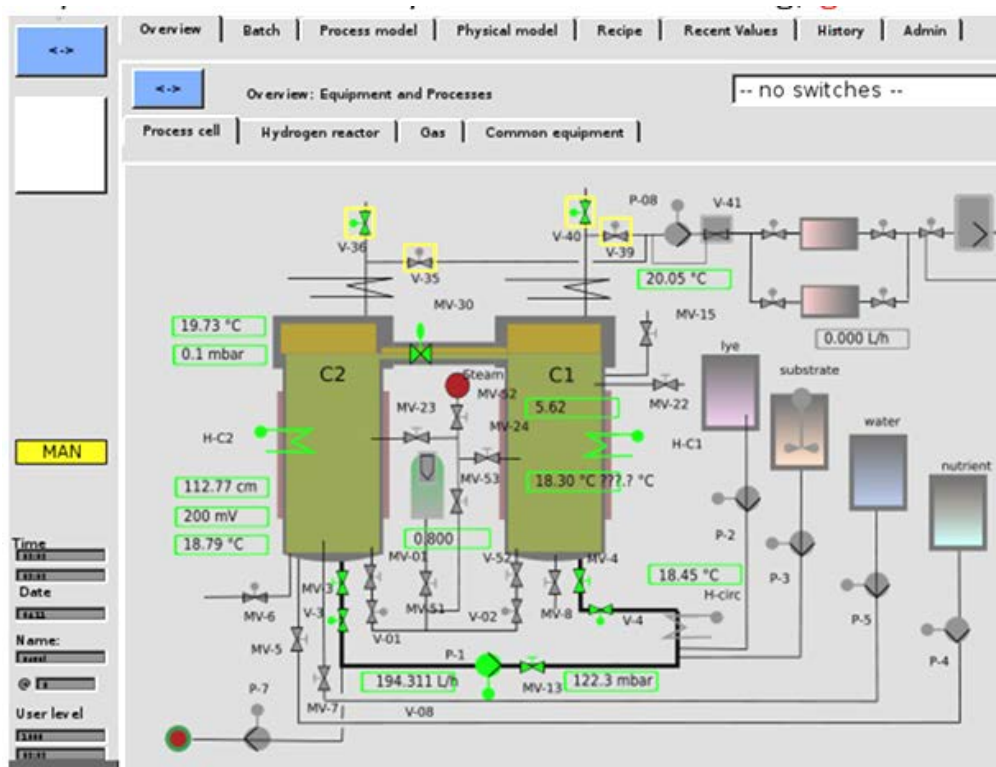 <->
Overview
Batch
Process model
Physical model
Recipe
Recent Values
History
Admin
<->
Overview: Equipment and Processes
-- no switches --
Process cell
Hydrogen reactor
Gas
Common equipment
P-08
V-41
V-36
V-40
V-39
V-35
20.05 °C
MV-30
MV-15
19.73 °C
0.000 L/h
0.1 mbar
lye
substrate
C2
C1
Steam
MV-52
5.62
MV-22
MV-23
MV-24
water
H-C2
H-C1
MAN
MV-53
nutrient
112.77 cm
18.30 °C ???.? °C
200 mV
P-2
18.79 °C
0.800
Time
MV-01
V-52
MV-4
P-3
18.45 °C
Date
MV-3
H-circ
MV-6
V-3
MV-51
V-02
MV-8
V-4
P-5
Name:
MV-5
V-01
P-1
P-4
@
194.311 L/h
122.3 mbar
P-7
MV-13
User level
MV-7
V-08